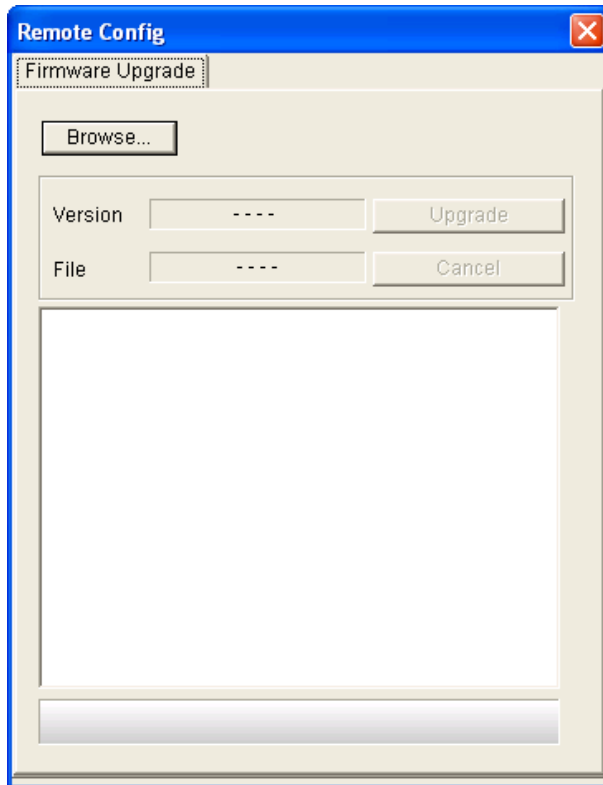 Remote Config
Firmware Upgrade
Browse...
Version ---- Upgrade
File ---- Cancel